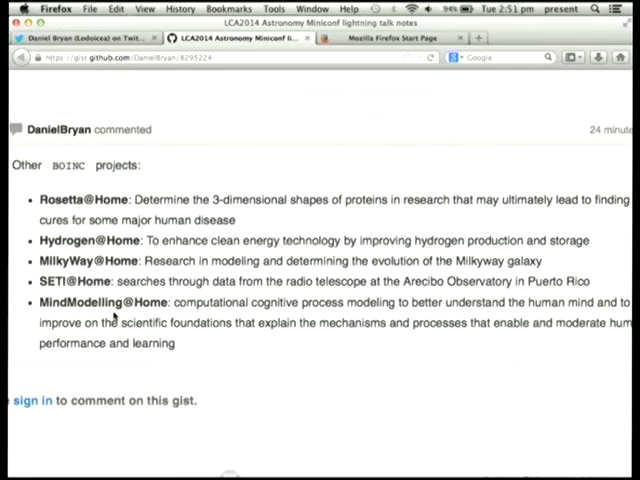 Firefox File Edit View History Bookmarks Tools Window Help 94% Tue 2:51 pm present
LCA2014 Astronomy Miniconf lightning talk notes
Daniel Bryan (Lodoicea) on Twit... LCA2014 Astronomy Miniconf li... Mozilla Firefox Start Page
https://gist.github.com/DanielBryan/8295224 Google
DanielBryan commented 24 minute
Other BOINC projects:
• Rosetta@Home: Determine the 3-dimensional shapes of proteins in research that may ultimately lead to finding
cures for some major human disease
• Hydrogen@Home: To enhance clean energy technology by improving hydrogen production and storage
• MilkyWay@Home: Research in modeling and determining the evolution of the Milkyway galaxy
• SETI@Home: searches through data from the radio telescope at the Arecibo Observatory in Puerto Rico
• MindModelling@Home: computational cognitive process modeling to better understand the human mind and to
improve on the scientific foundations that explain the mechanisms and processes that enable and moderate hum
performance and learning
e sign in to comment on this gist.